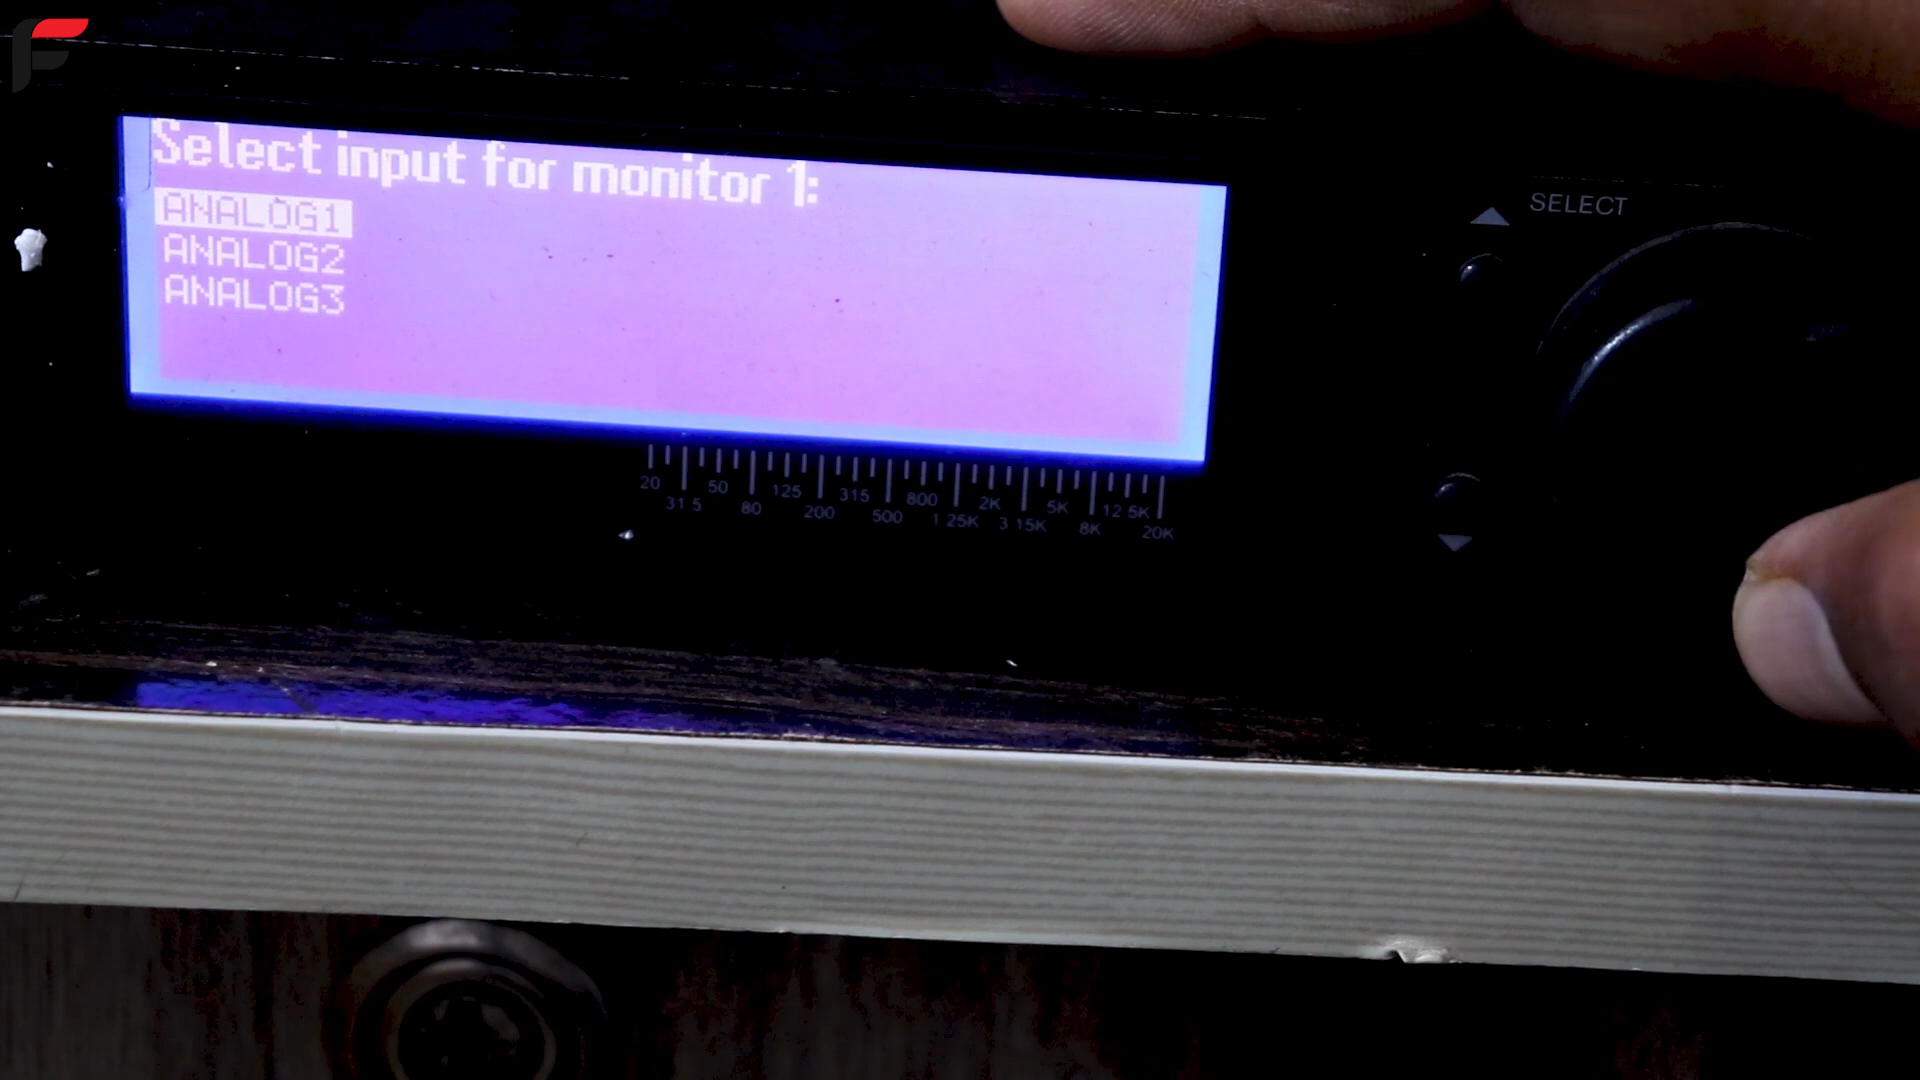 Select input for monitor 1:
ANALOG1
ANALOG2
ANALOG3
SELECT
20 50 125 315 800 2K 5K 12 5K
31 5 80 200 500 1 25K 3 15K 8K 20K